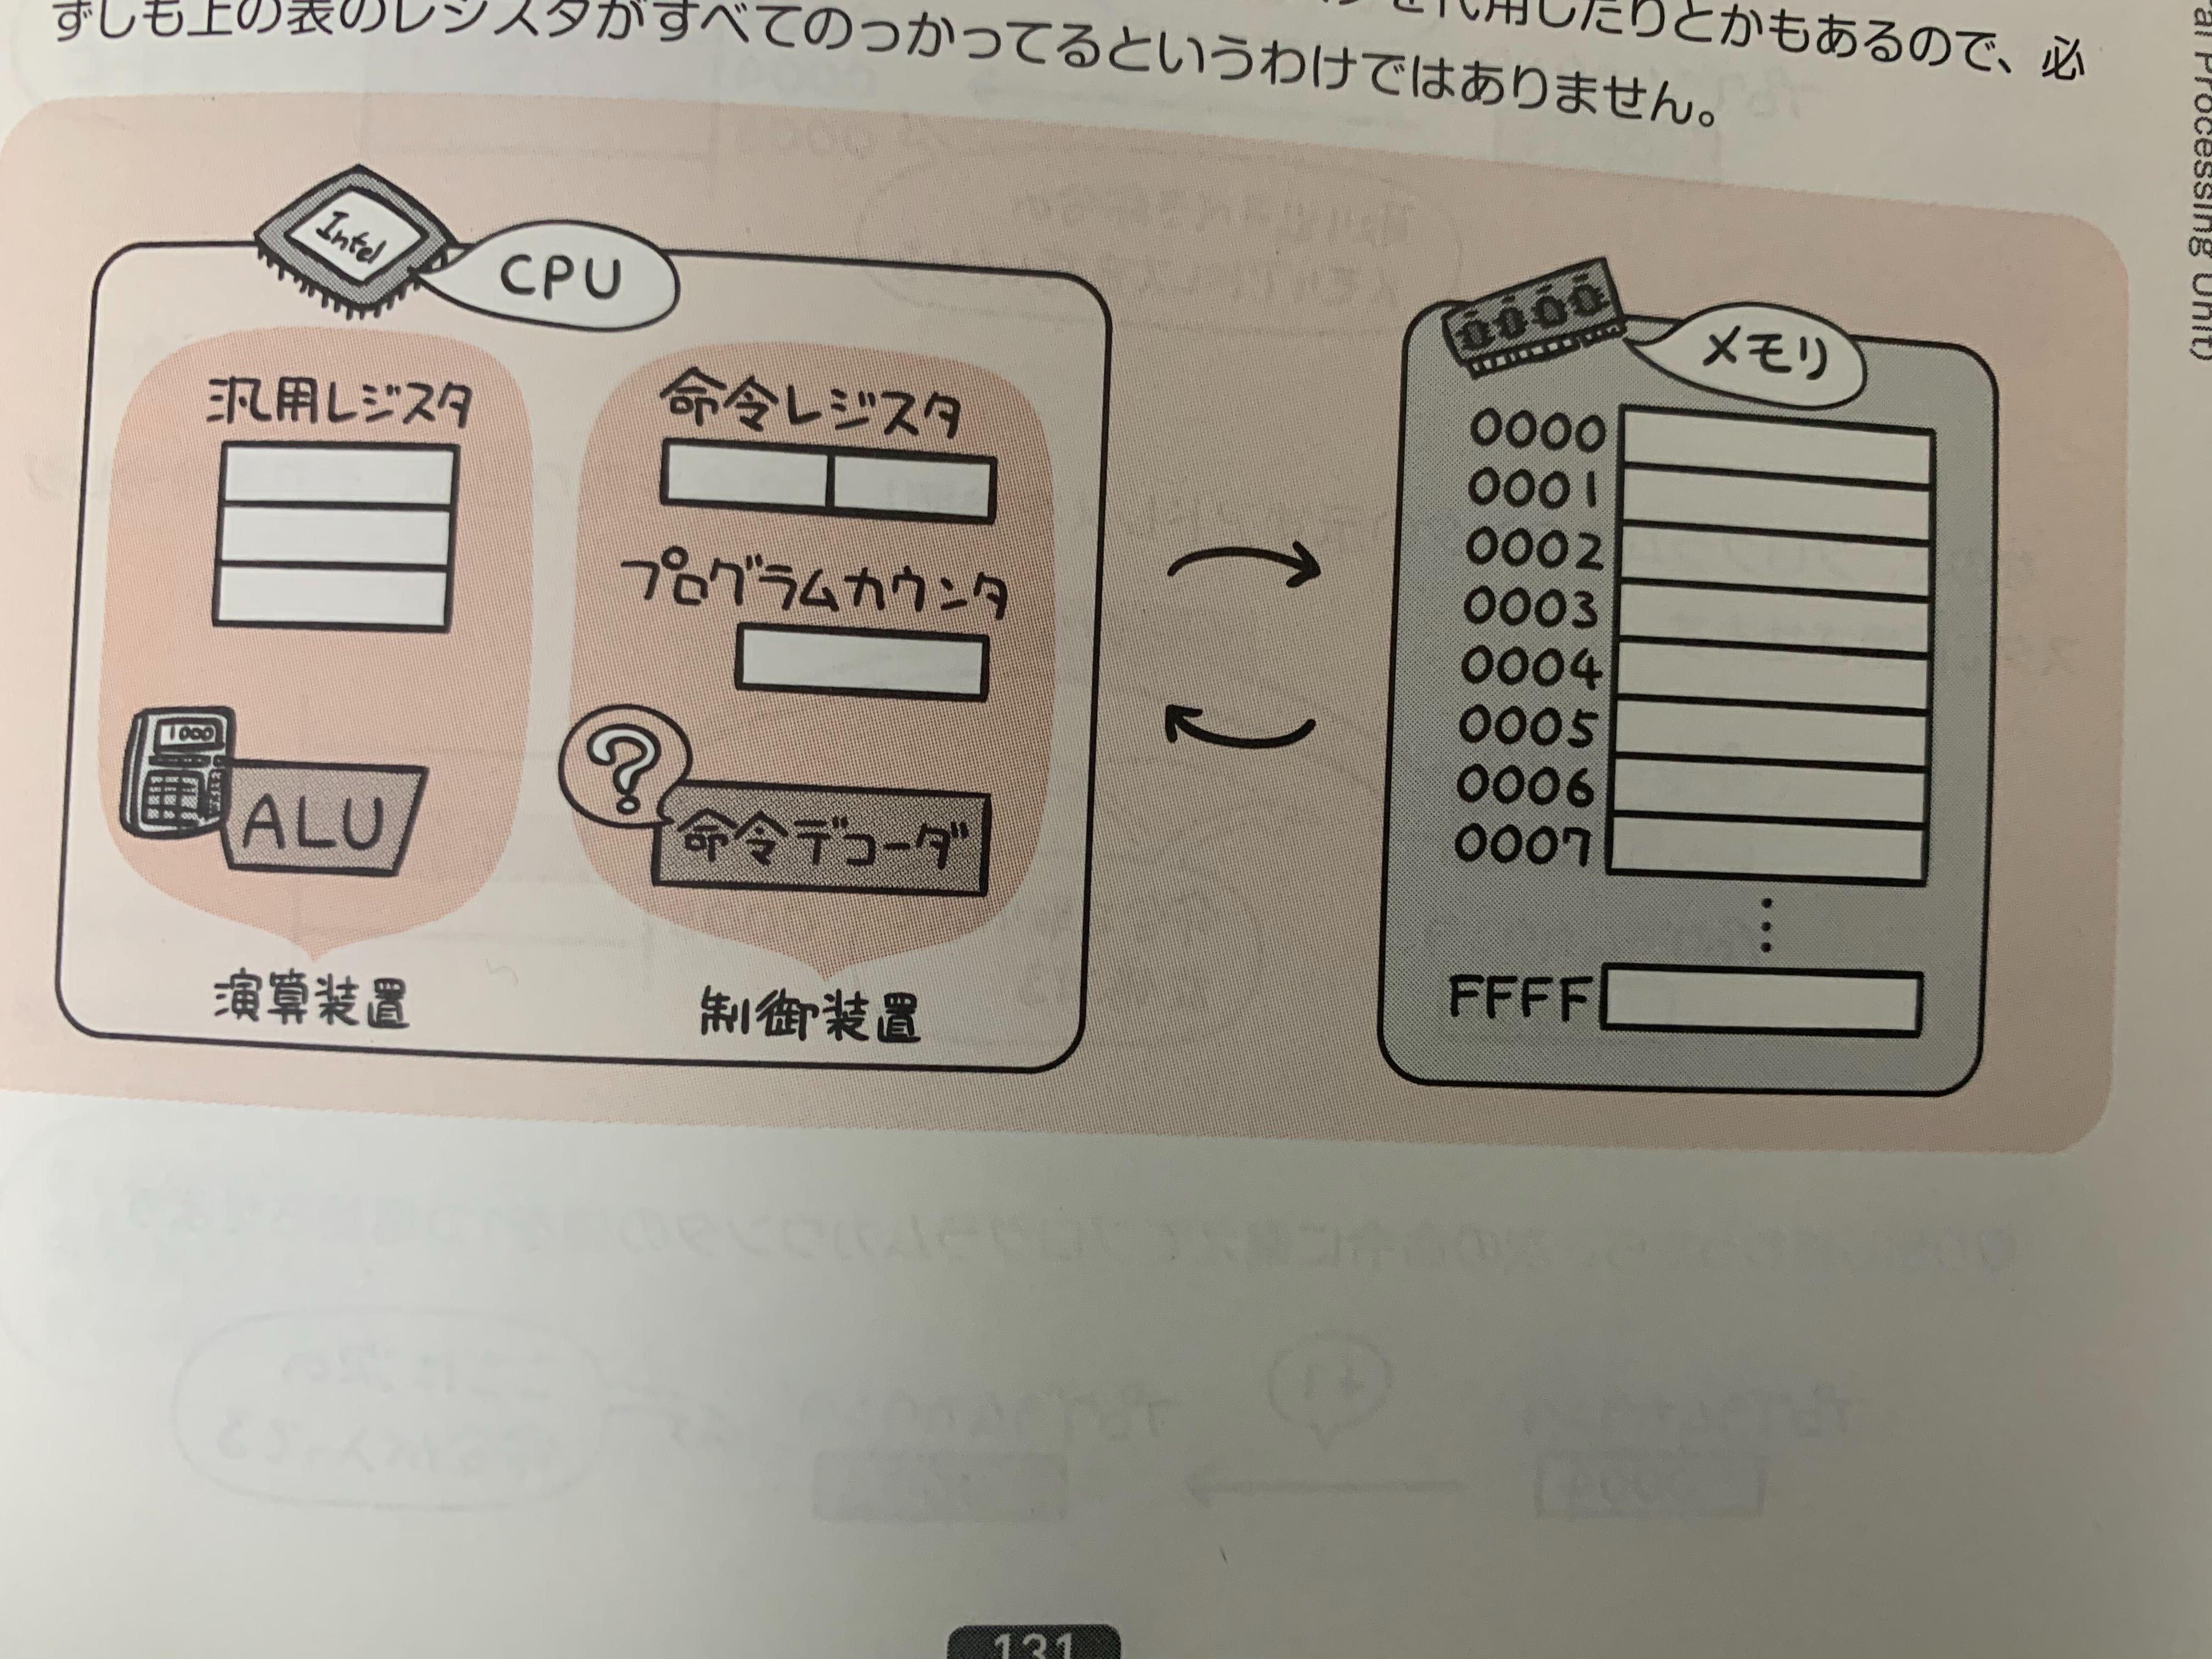 を代用したりとかもあるので、必
ずしも上の表のレジスタがすべてのっかってるというわけではありません。
Processing Unit)
Intel
CPU
汎用レジスタ
命令レジスタ
プログラムカウンタ
1000
ALU
?
命令デコーダ
演算装置
制御装置
メモリ
0000
0001
0002
0003
0004
0005
0006
0007
⋮
FFFF
131